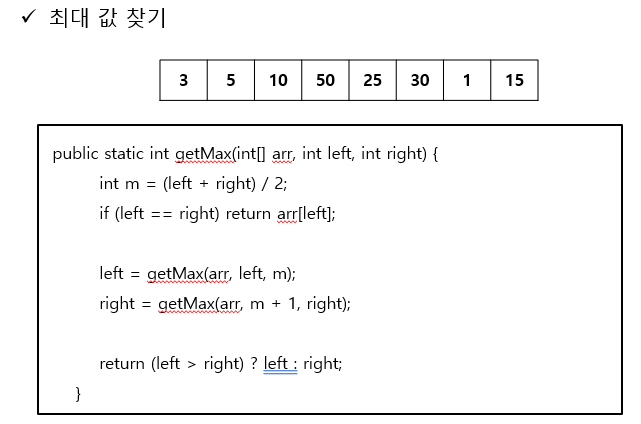 ✓ 최대 값 찾기
3 5 10 50 25 30 1 15
public static int getMax(int[] arr, int left, int right) {
int m = (left + right) / 2;
if (left == right) return arr[left];
left = getMax(arr, left, m);
right = getMax(arr, m + 1, right);
return (left > right) ? left : right;
}